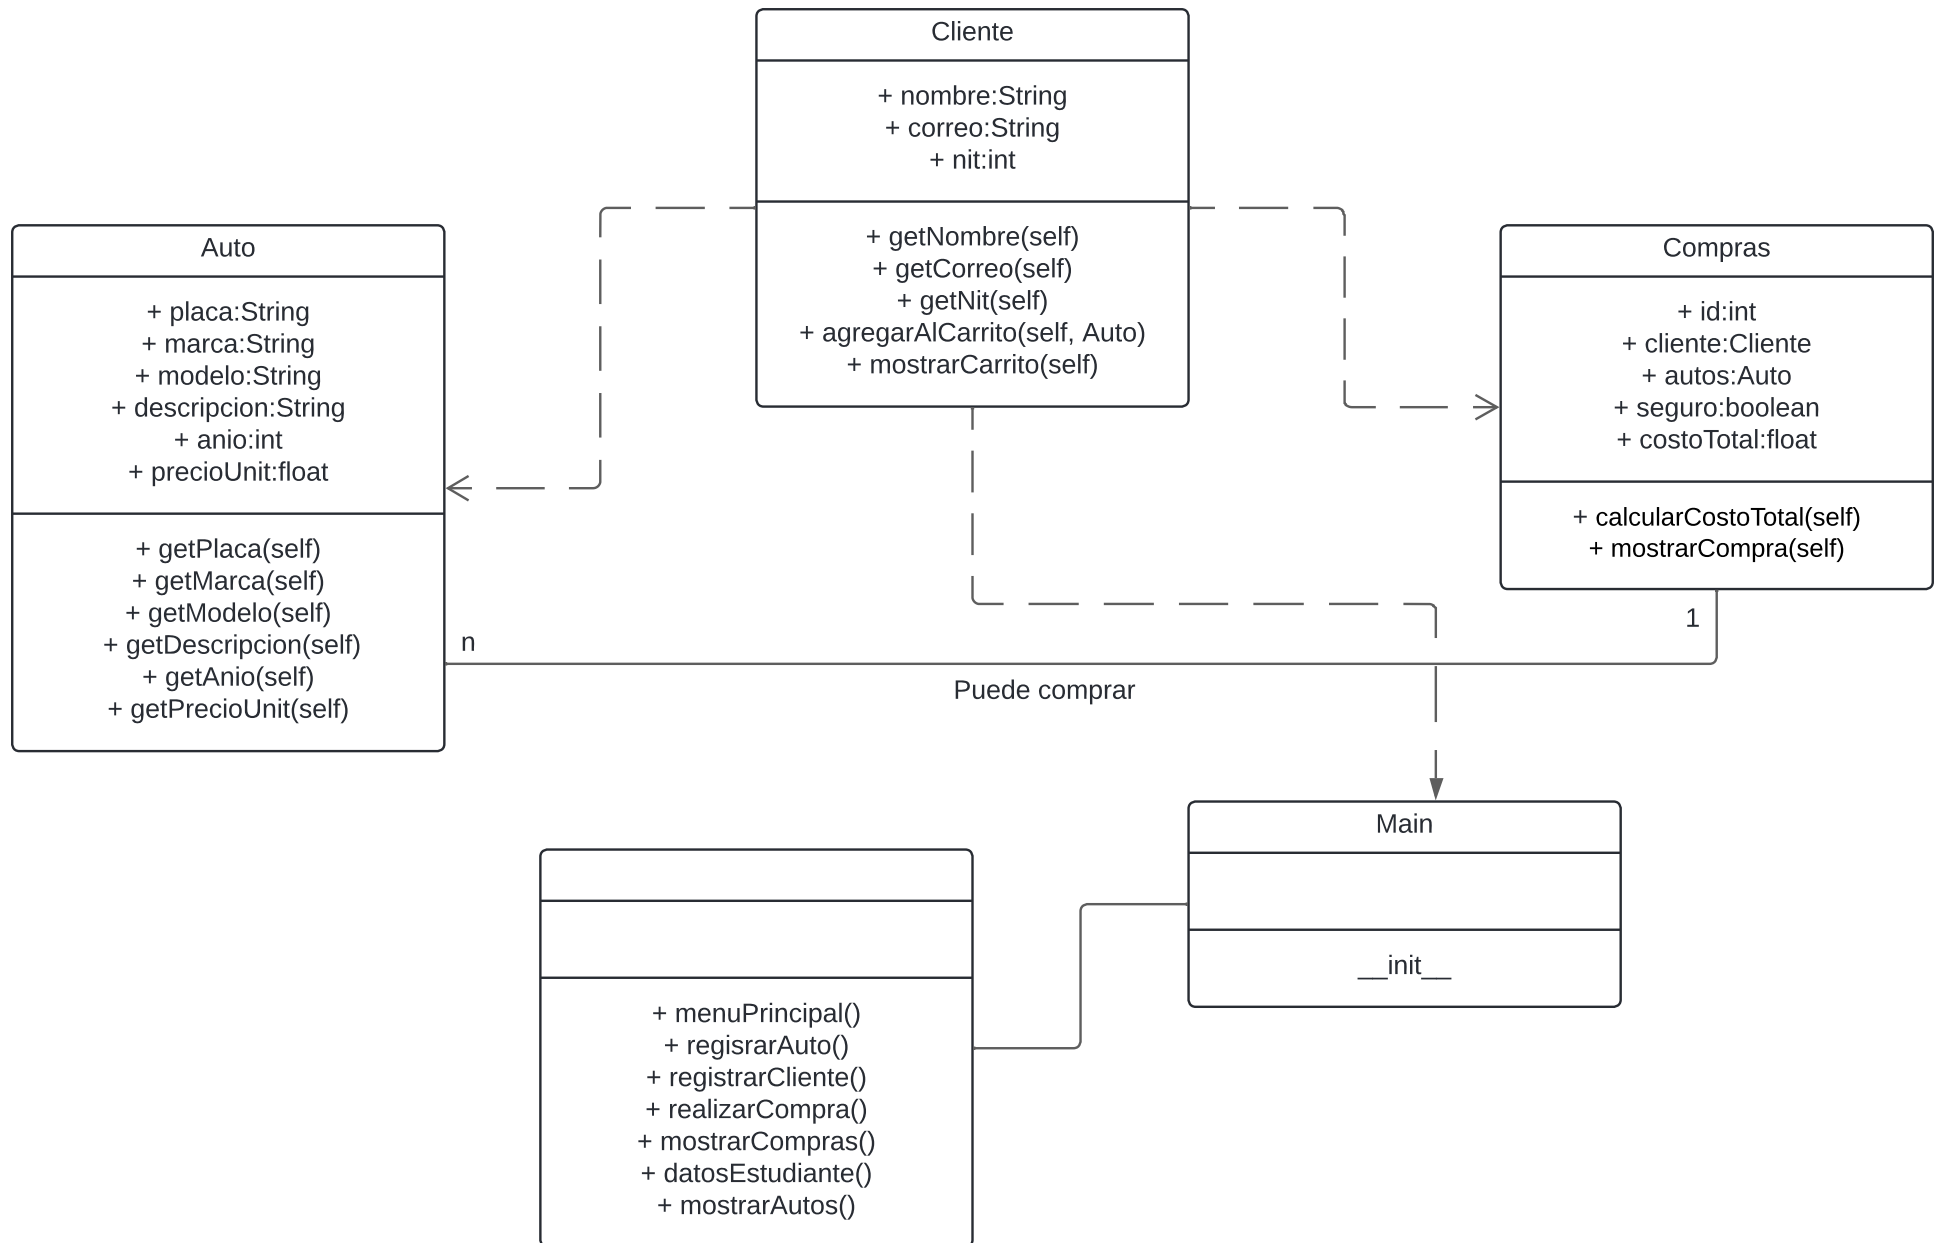 Cliente
+ nombre:String
+ correo:String
+ nit:int
+ getNombre(self)
+ getCorreo(self)
+ getNit(self)
+ agregarAlCarrito(self, Auto)
+ mostrarCarrito(self)
Auto
+ placa:String
+ marca:String
+ modelo:String
+ descripcion:String
+ anio:int
+ precioUnit:float
+ getPlaca(self)
+ getMarca(self)
+ getModelo(self)
+ getDescripcion(self)
+ getAnio(self)
+ getPrecioUnit(self)
Compras
+ id:int
+ cliente:Cliente
+ autos:Auto
+ seguro:boolean
+ costoTotal:float
+ calcularCostoTotal(self)
+ mostrarCompra(self)
n
1
Puede comprar
Main
__init__
+ menuPrincipal()
+ regisrarAuto()
+ registrarCliente()
+ realizarCompra()
+ mostrarCompras()
+ datosEstudiante()
+ mostrarAutos()